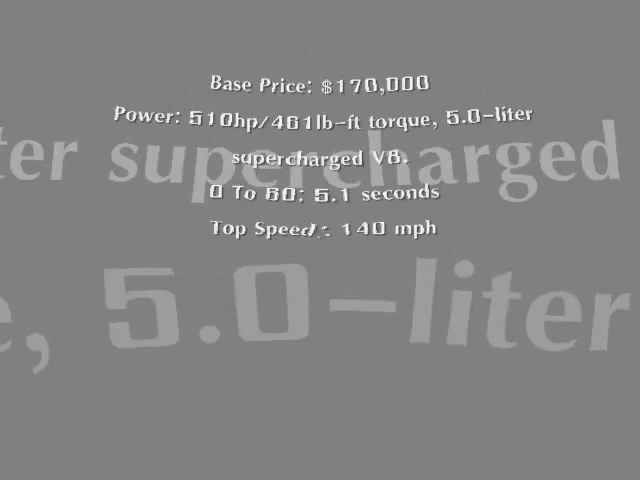 Base Price: $170,000
Power: 510hp/461lb-ft torque, 5.0-liter
ter supercharged
supercharged V8.
0 To 60: 5.1 seconds
Top Speed: 140 mph
e, 5.0-liter